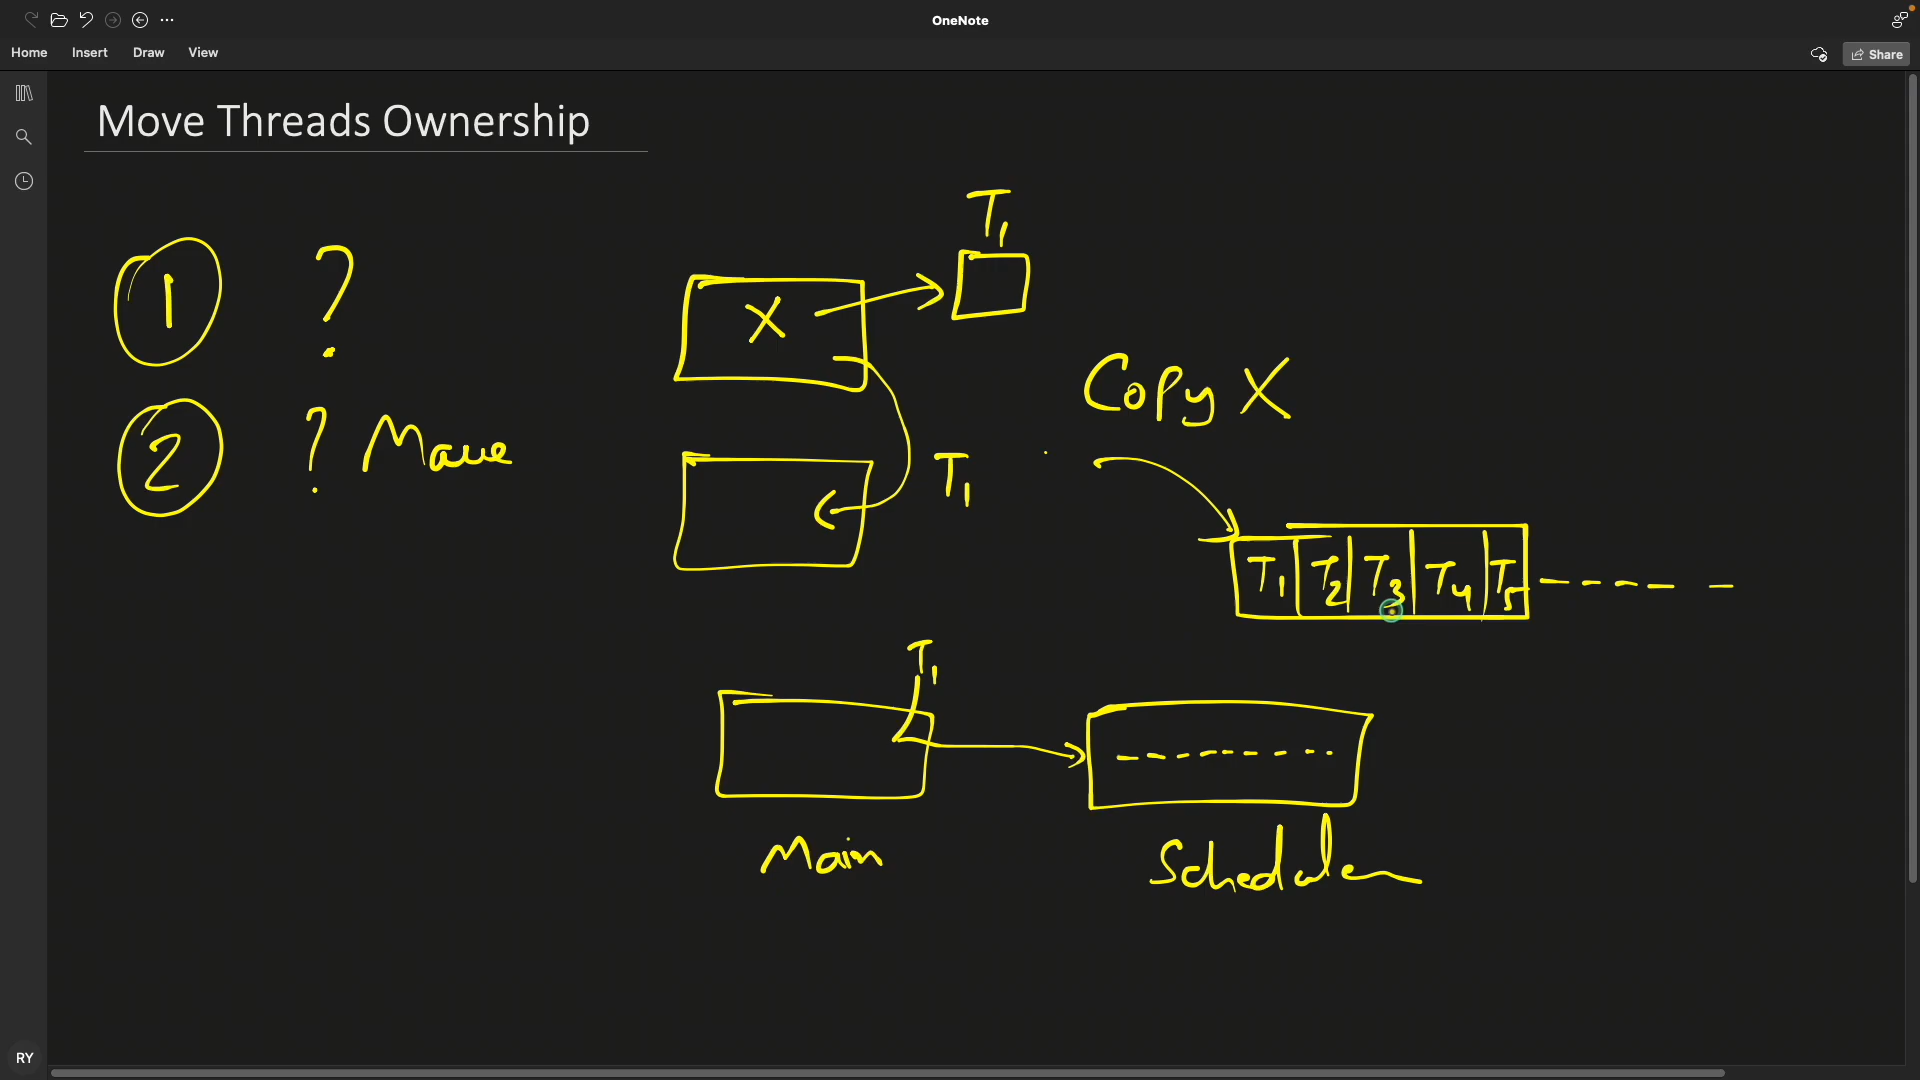 OneNote
Home Insert Draw View
Share
Move Threads Ownership
1 ?
2 ? Move
T1
X
Copy X
T1
T1 T2 T3 T4 T5 ----- -
T1
Main
Scheduler
RY